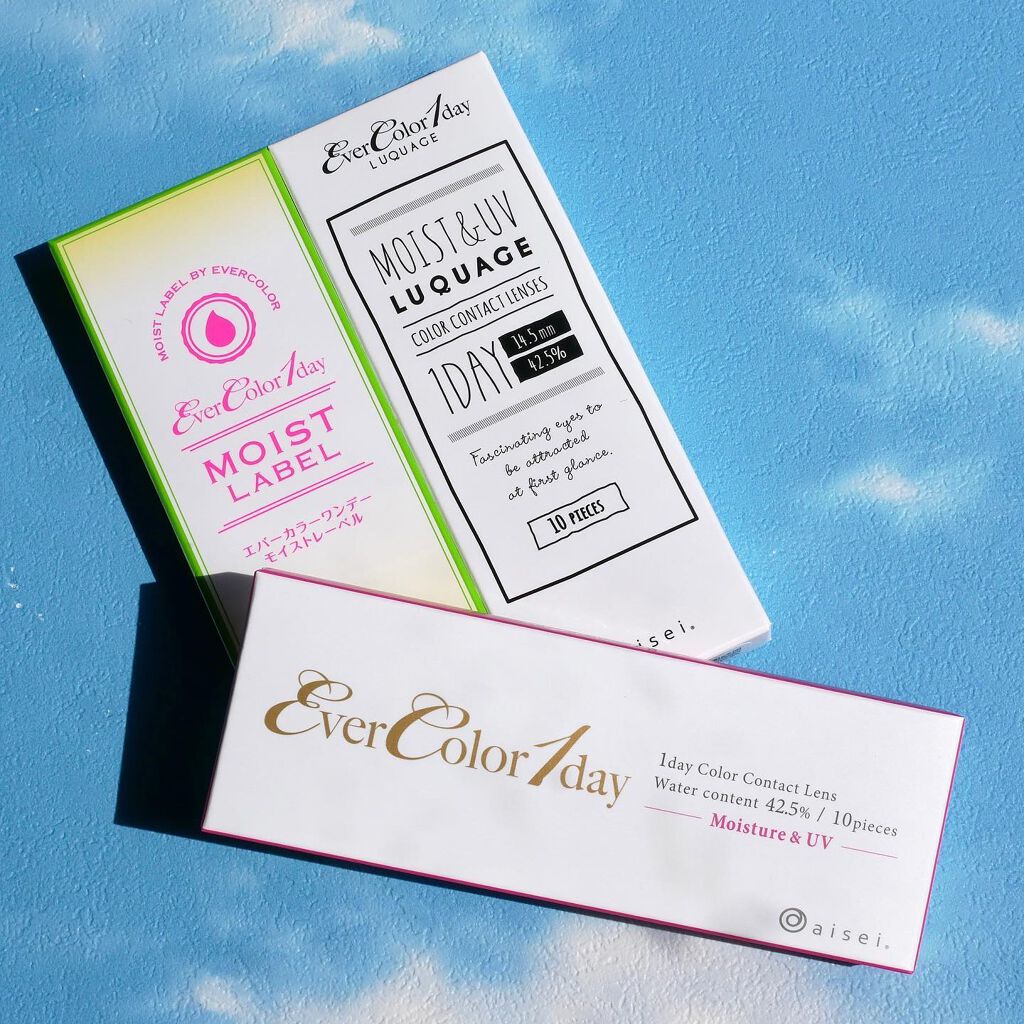 MOIST LABEL BY EVERCOLOR
EverColor1day
MOIST
LABEL
エバーカラーワンデー
モイストレーベル
EverColor1day
LUQUAGE
MOIST&UV
LUQUAGE
COLOR CONTACT LENSES
1DAY
14.5mm
42.5%
Fascinating eyes to
be attracted
at first glance.
10 PIECES
aisei.®
EverColor1day
1day Color Contact Lens
Water content 42.5% / 10pieces
Moisture & UV
aisei.®